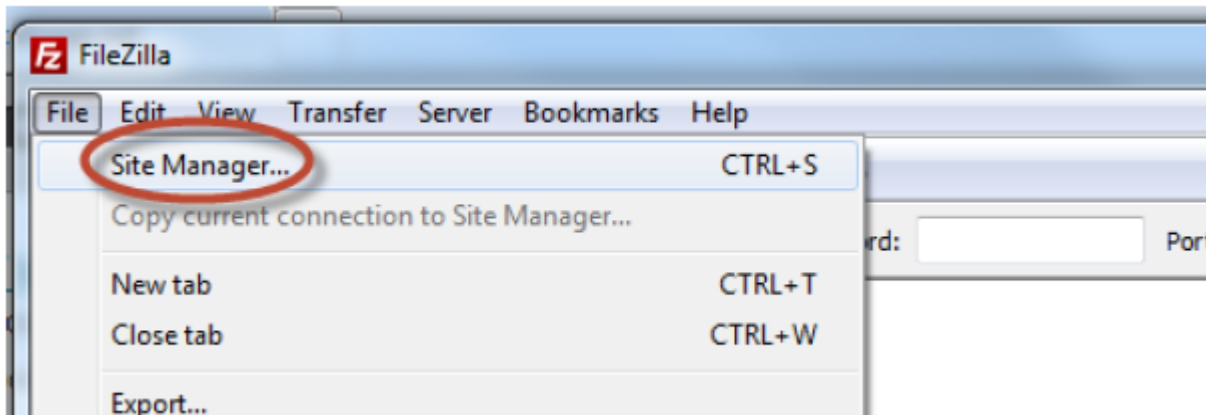 FileZilla
File Edit View Transfer Server Bookmarks Help
Site Manager... CTRL+S
Copy current connection to Site Manager...
rd: Port
New tab CTRL+T
Close tab CTRL+W
Export...